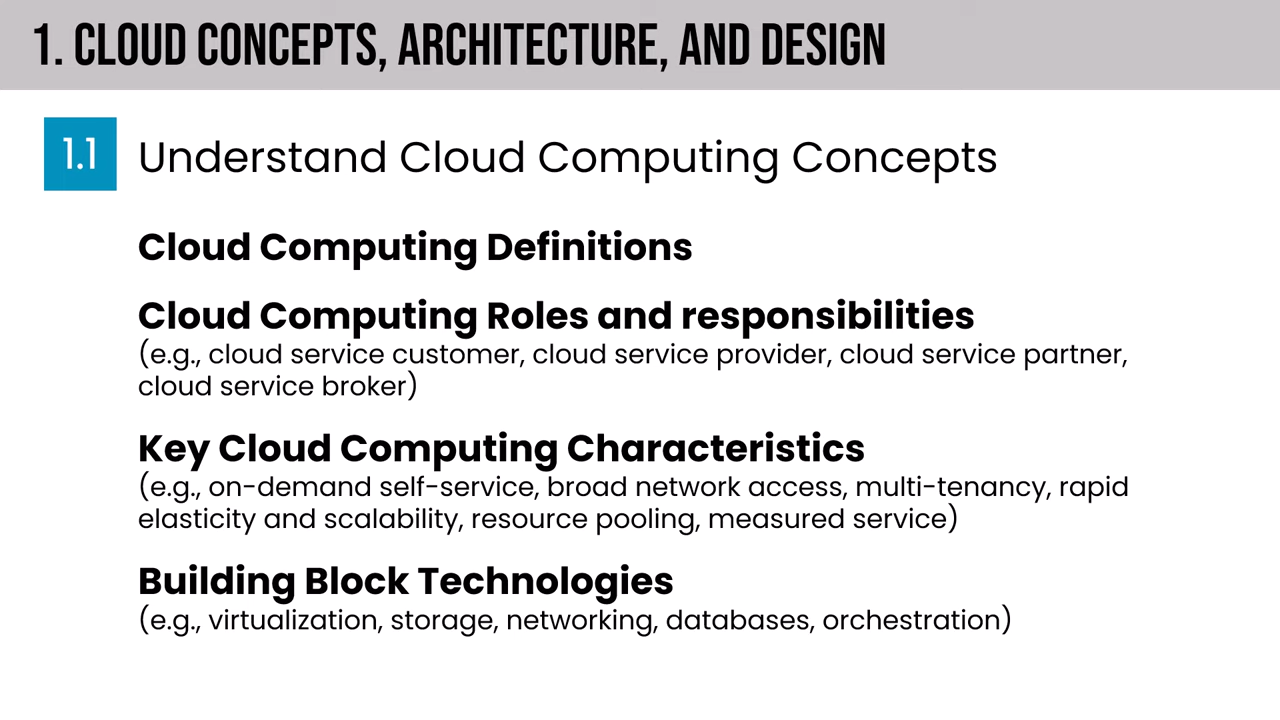 1. CLOUD CONCEPTS, ARCHITECTURE, AND DESIGN
1.1 Understand Cloud Computing Concepts
Cloud Computing Definitions
Cloud Computing Roles and responsibilities
(e.g., cloud service customer, cloud service provider, cloud service partner,
cloud service broker)
Key Cloud Computing Characteristics
(e.g., on-demand self-service, broad network access, multi-tenancy, rapid
elasticity and scalability, resource pooling, measured service)
Building Block Technologies
(e.g., virtualization, storage, networking, databases, orchestration)